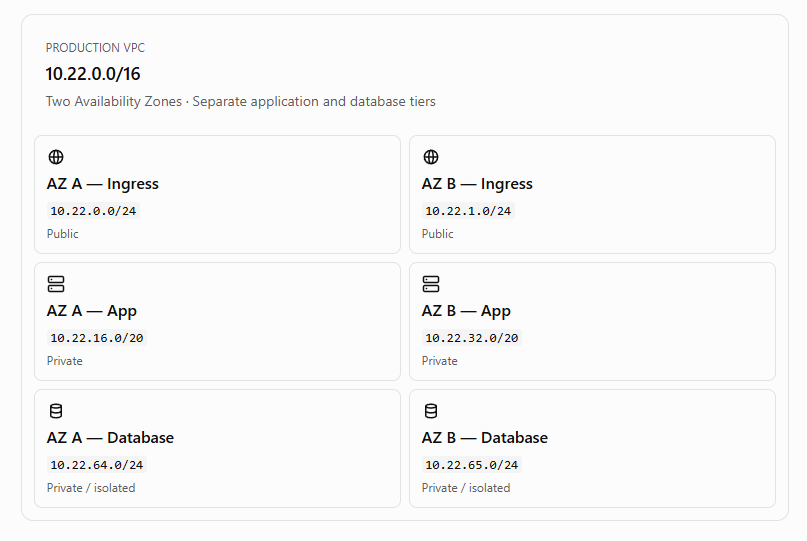 PRODUCTION VPC
10.22.0.0/16
Two Availability Zones · Separate application and database tiers
AZ A — Ingress
10.22.0.0/24
Public
AZ B — Ingress
10.22.1.0/24
Public
AZ A — App
10.22.16.0/20
Private
AZ B — App
10.22.32.0/20
Private
AZ A — Database
10.22.64.0/24
Private / isolated
AZ B — Database
10.22.65.0/24
Private / isolated